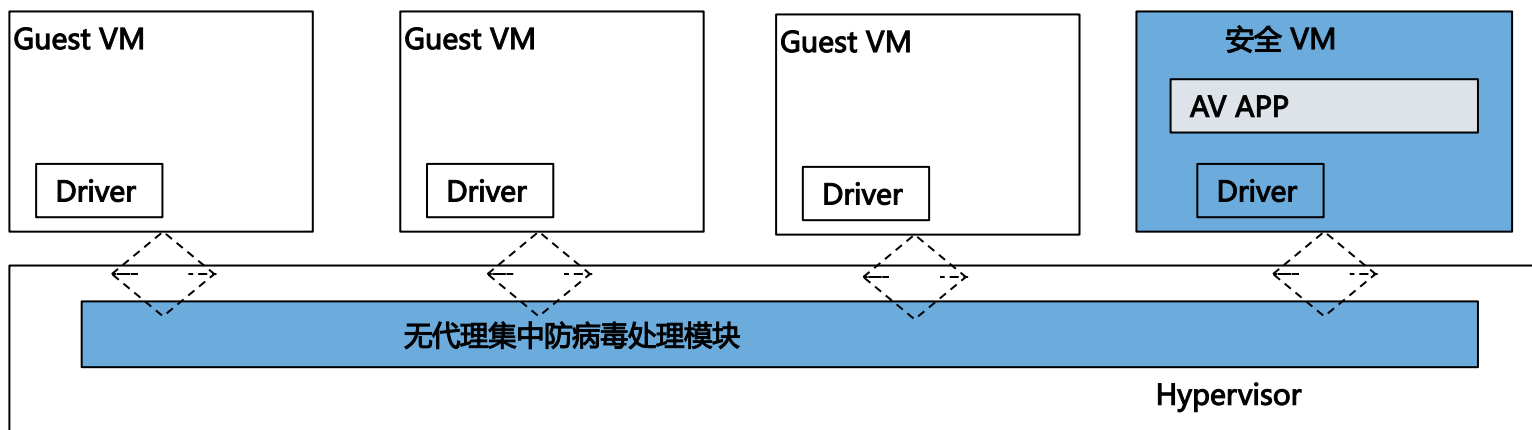 Guest VM
Guest VM
Guest VM
安全 VM
AV APP
Driver
Driver
Driver
Driver
无代理集中防病毒处理模块
Hypervisor